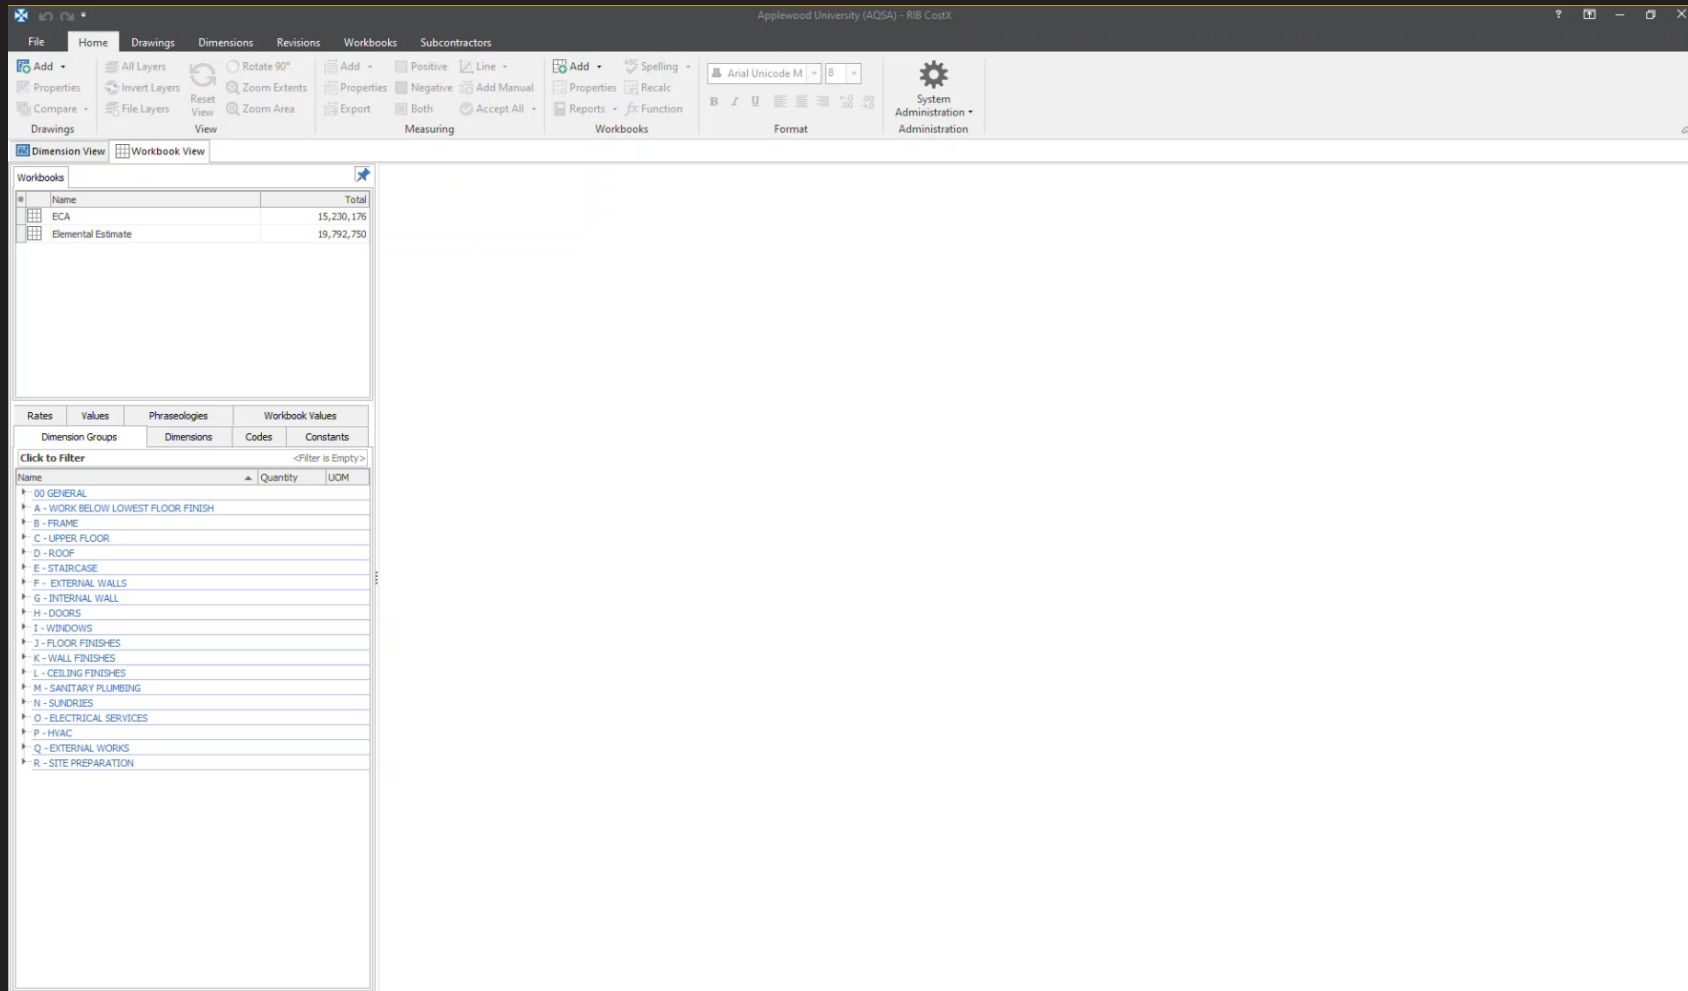 Applewood University (AQSA) - RIB CostX
File Home Drawings Dimensions Revisions Workbooks Subcontractors
Add All Layers Rotate 90° Add Positive Line Add Spelling Arial Unicode M 8
Properties Invert Layers Zoom Extents Properties Negative Add Manual Properties Recalc
Compare File Layers Reset View Zoom Area Export Both Accept All Reports fx Function B I U System Administration
Drawings View Measuring Workbooks Format Administration
Dimension View Workbook View
Workbooks
Name Total
ECA 15,230,176
Elemental Estimate 19,792,750
Rates Values Phraseologies Workbook Values
Dimension Groups Dimensions Codes Constants
Click to Filter <Filter is Empty>
Name Quantity UOM
00 GENERAL
A - WORK BELOW LOWEST FLOOR FINISH
B - FRAME
C - UPPER FLOOR
D - ROOF
E - STAIRCASE
F - EXTERNAL WALLS
G - INTERNAL WALL
H - DOORS
I - WINDOWS
J - FLOOR FINISHES
K - WALL FINISHES
L - CEILING FINISHES
M - SANITARY PLUMBING
N - SUNDRIES
O - ELECTRICAL SERVICES
P - HVAC
Q - EXTERNAL WORKS
R - SITE PREPARATION